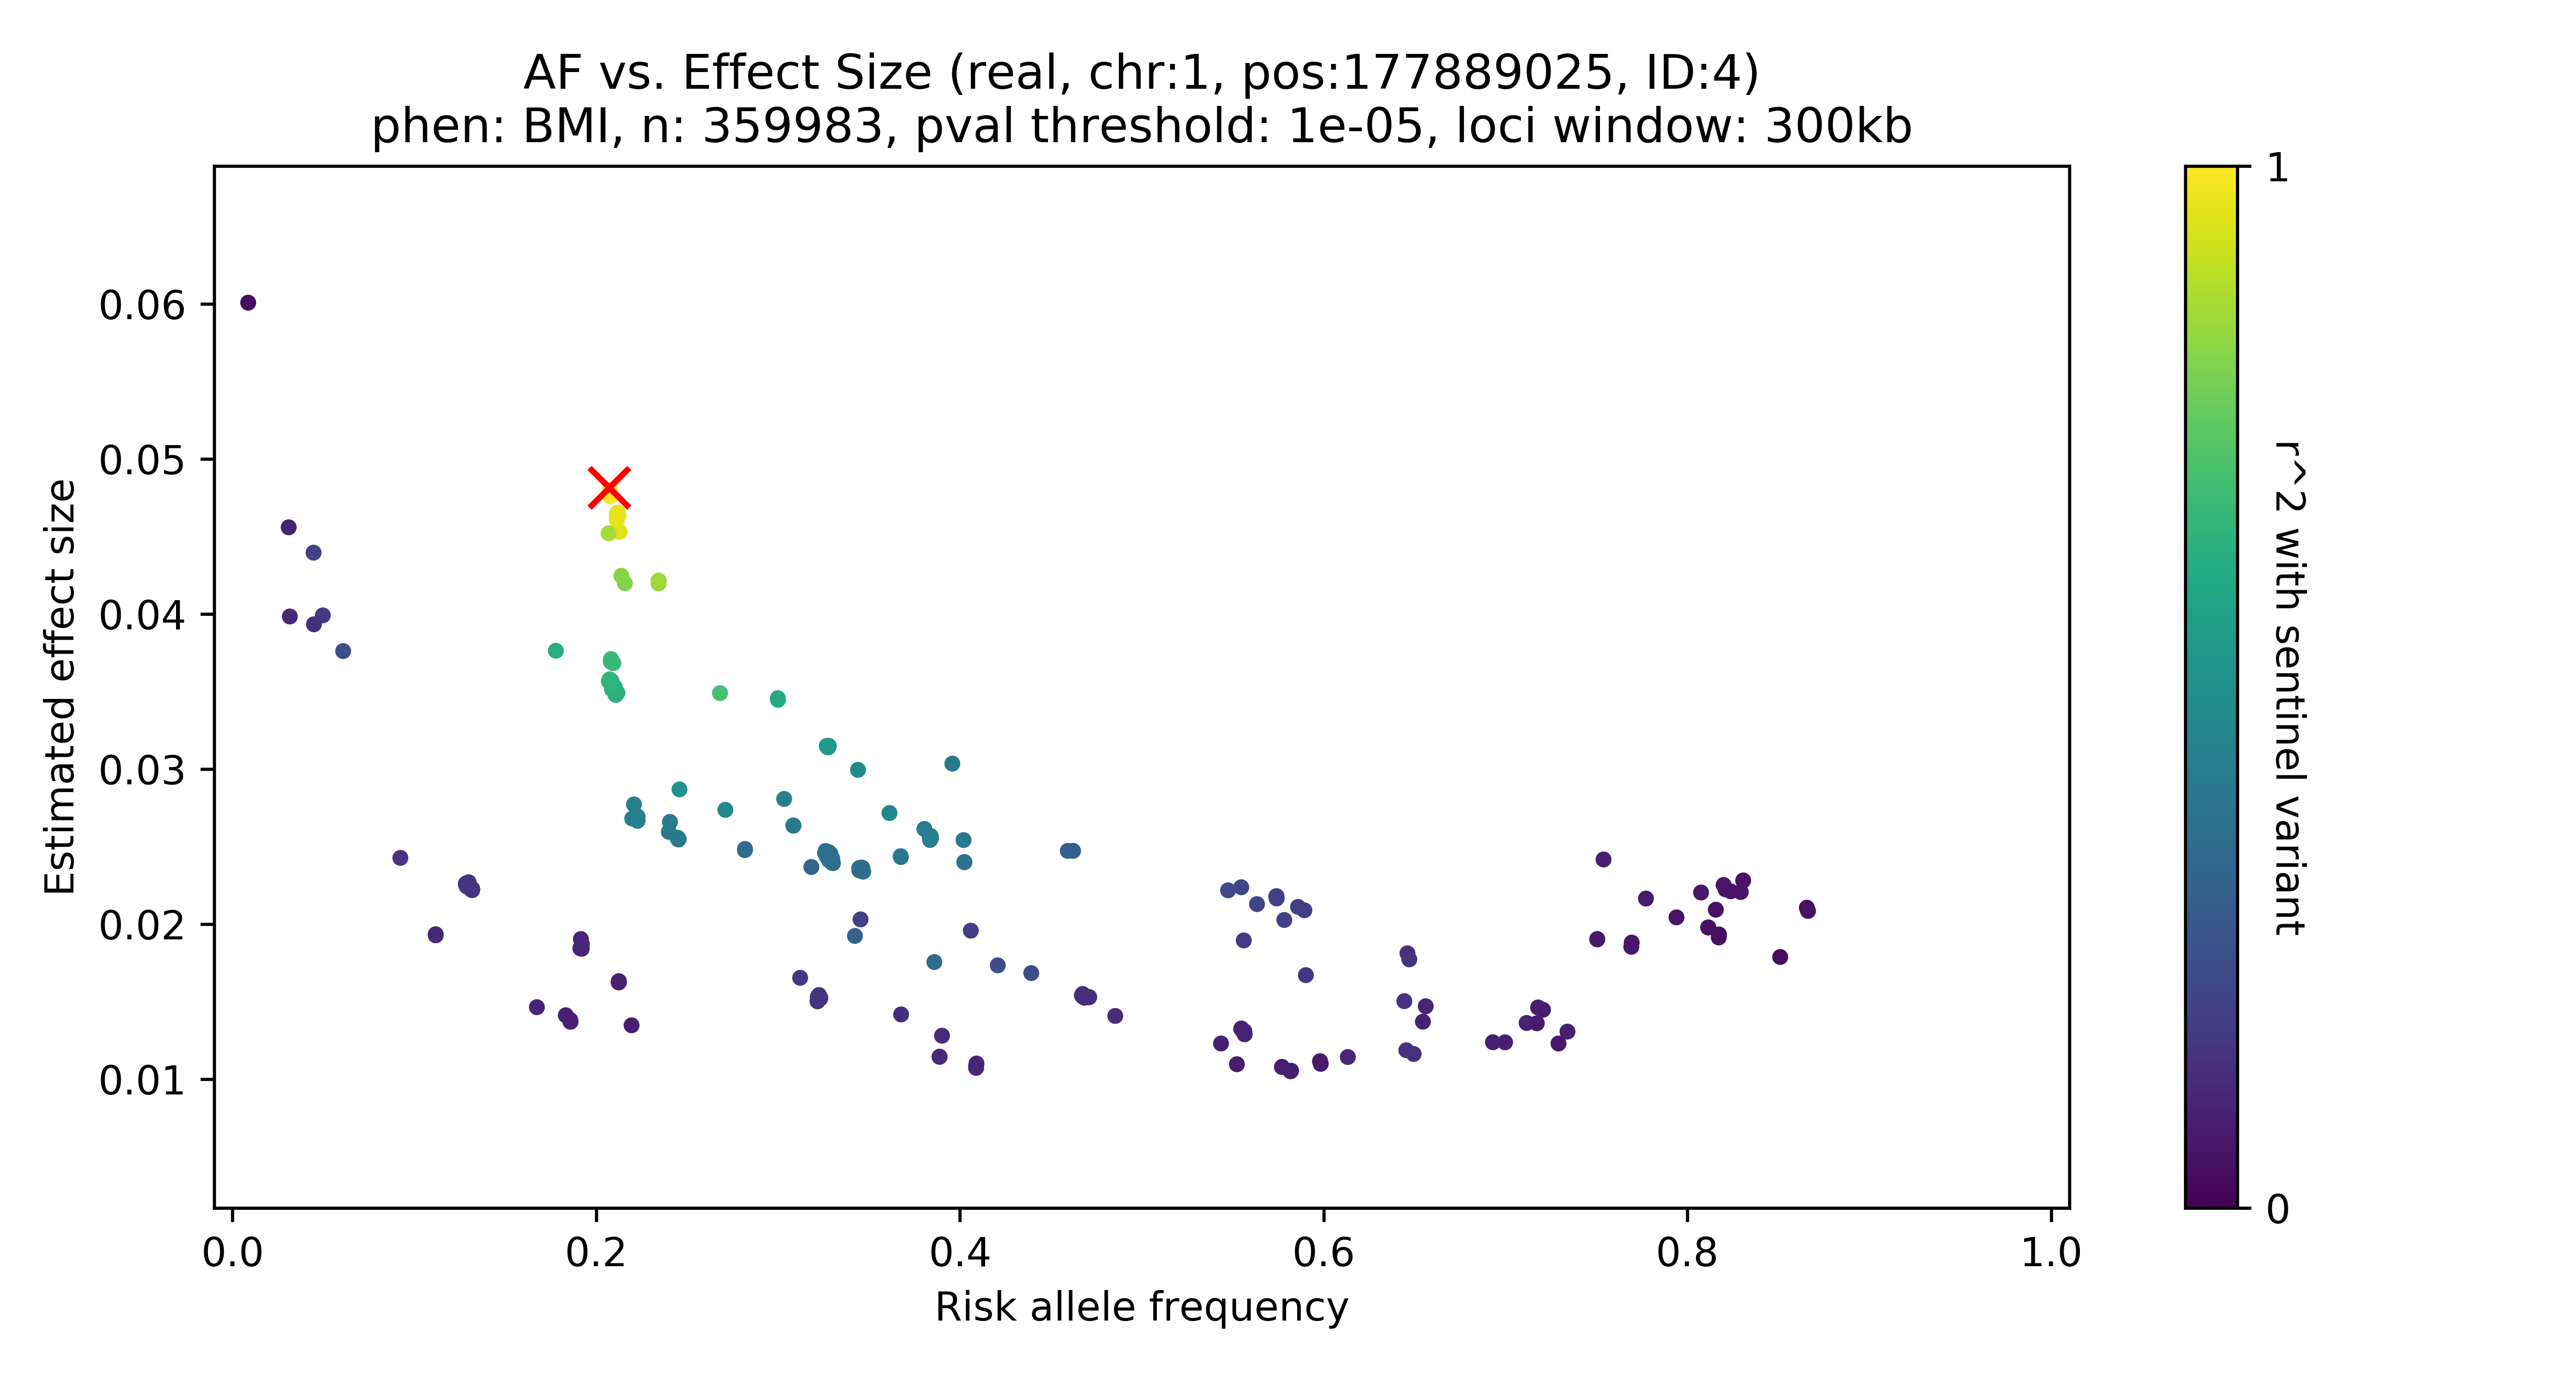 AF vs. Effect Size (real, chr:1, pos:177889025, ID:4)
phen: BMI, n: 359983, pval threshold: 1e-05, loci window: 300kb
Estimated effect size
0.06
0.05
0.04
0.03
0.02
0.01
0.0 0.2 0.4 0.6 0.8 1.0
Risk allele frequency
1
r^2 with sentinel variant
0